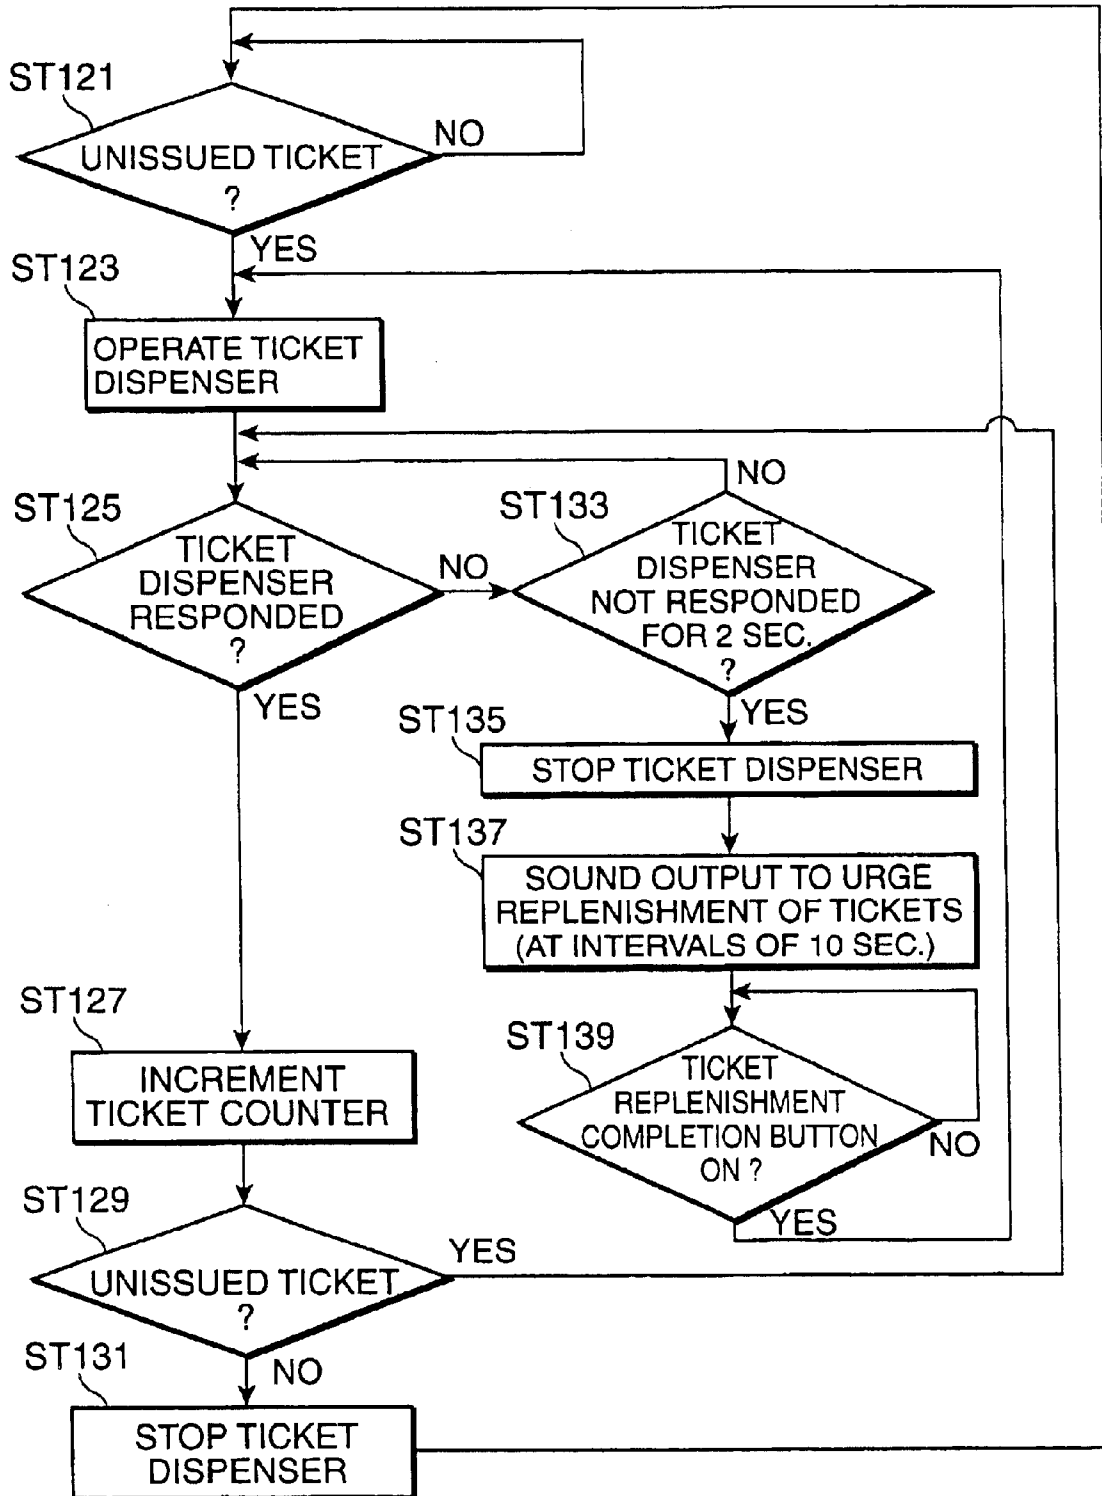 ST121
UNISSUED TICKET
?
NO
YES
ST123
OPERATE TICKET
DISPENSER
ST125
TICKET
DISPENSER
RESPONDED
?
NO
YES
ST133
TICKET
DISPENSER
NOT RESPONDED
FOR 2 SEC.
?
NO
YES
ST135
STOP TICKET DISPENSER
ST137
SOUND OUTPUT TO URGE
REPLENISHMENT OF TICKETS
(AT INTERVALS OF 10 SEC.)
ST139
TICKET
REPLENISHMENT
COMPLETION BUTTON
ON ?
NO
YES
ST127
INCREMENT
TICKET COUNTER
ST129
UNISSUED TICKET
?
YES
NO
ST131
STOP TICKET
DISPENSER